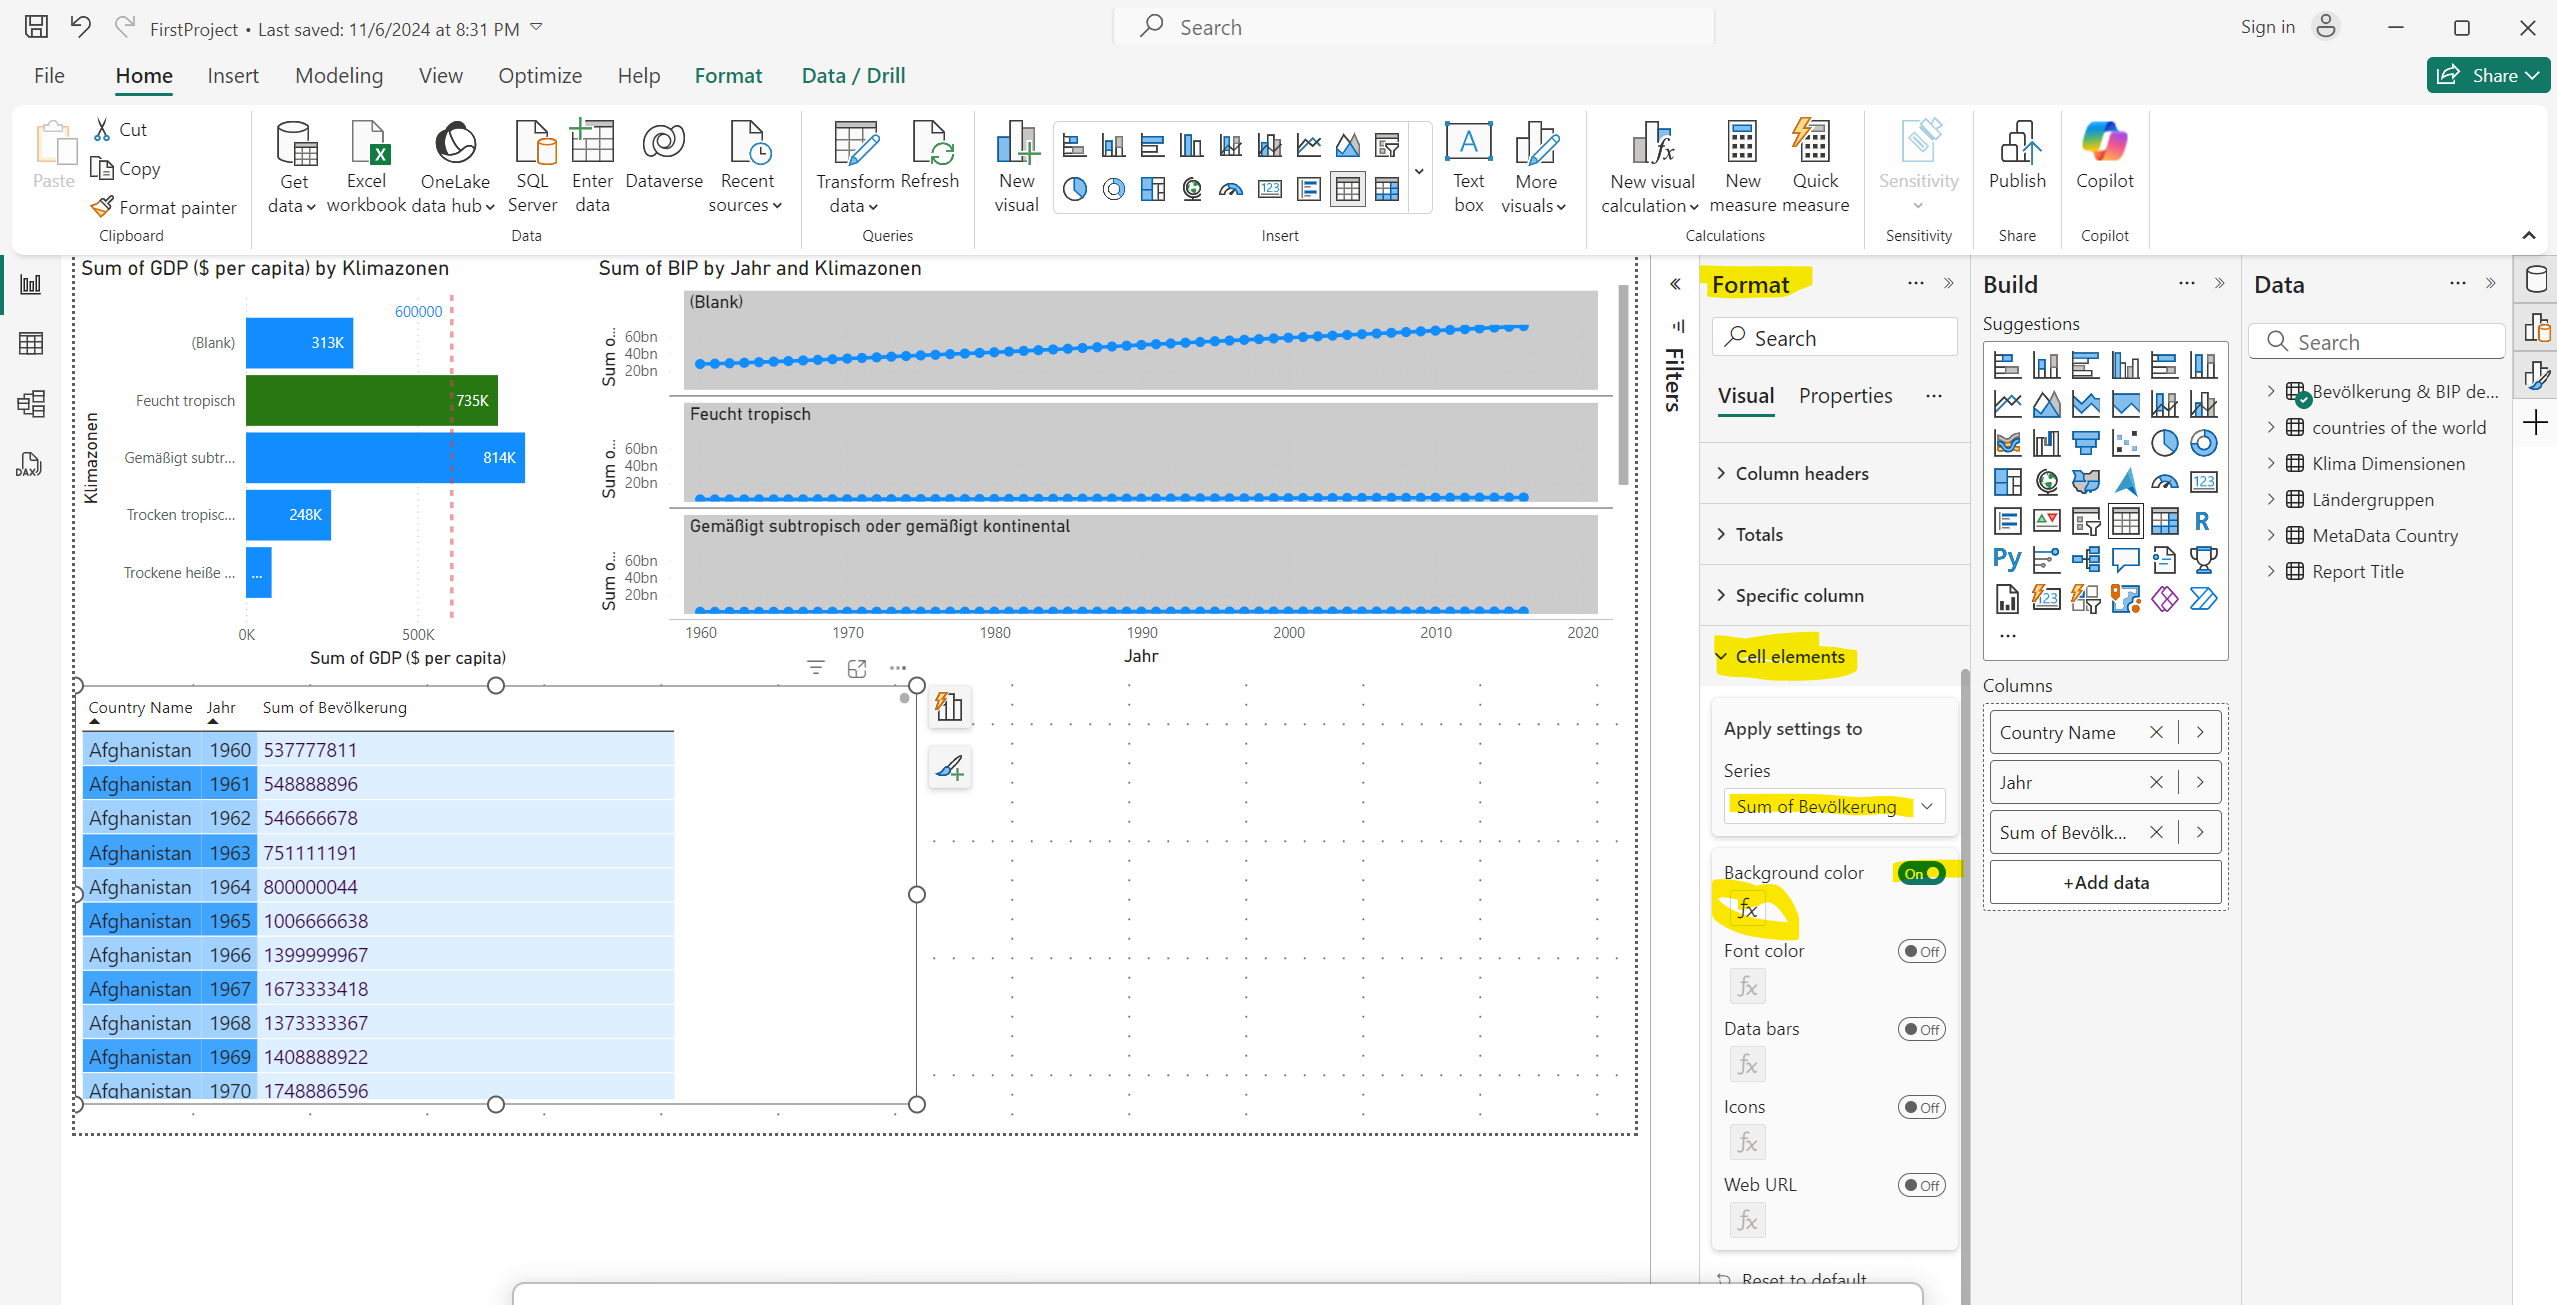 FirstProject • Last saved: 11/6/2024 at 8:31 PM
Search
Sign in
File Home Insert Modeling View Optimize Help Format Data / Drill
Share
Paste
Cut
Copy
Format painter
Clipboard
Get data
Excel workbook
OneLake data hub
SQL Server
Enter data
Dataverse
Recent sources
Data
Transform data
Refresh
Queries
New visual
Text box
More visuals
Insert
New visual calculation
New measure
Quick measure
Calculations
Sensitivity
Sensitivity
Publish
Share
Copilot
Copilot
Sum of GDP ($ per capita) by Klimazonen
600000
Klimazonen
(Blank) 313K
Feucht tropisch 735K
Gemäßigt subtr... 814K
Trocken tropisc... 248K
Trockene heiße ... ...
0K 500K
Sum of GDP ($ per capita)
Sum of BIP by Jahr and Klimazonen
(Blank)
Sum o...
60bn
40bn
20bn
Feucht tropisch
Sum o...
60bn
40bn
20bn
Gemäßigt subtropisch oder gemäßigt kontinental
Sum o...
60bn
40bn
20bn
1960 1970 1980 1990 2000 2010 2020
Jahr
Country Name Jahr Sum of Bevölkerung
Afghanistan 1960 537777811
Afghanistan 1961 548888896
Afghanistan 1962 546666678
Afghanistan 1963 751111191
Afghanistan 1964 800000044
Afghanistan 1965 1006666638
Afghanistan 1966 1399999967
Afghanistan 1967 1673333418
Afghanistan 1968 1373333367
Afghanistan 1969 1408888922
Afghanistan 1970 1748886596
Filters
Format
Search
Visual Properties
Column headers
Totals
Specific column
Cell elements
Apply settings to
Series
Sum of Bevölkerung
Background color On
fx
Font color Off
fx
Data bars Off
fx
Icons Off
fx
Web URL Off
fx
Reset to default
Build
Suggestions
123
R
Py
123
...
Columns
Country Name
Jahr
Sum of Bevölk...
+Add data
Data
Search
Bevölkerung & BIP de...
countries of the world
Klima Dimensionen
Ländergruppen
MetaData Country
Report Title
DAX